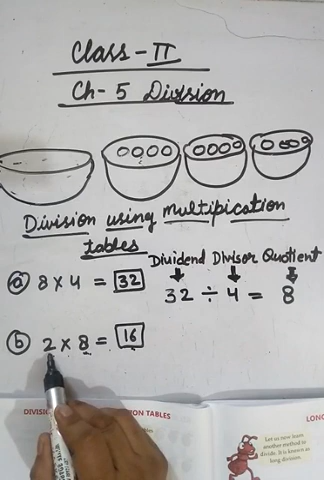 Class - II
Ch- 5 Division
Division using multipication
tables
Dividend Divisor Quotient
(a) 8 x 4 = 32
32 ÷ 4 = 8
(b) 2 x 8 = 16
DIVISI
ON TABLES
LONG
Let us now learn
another method to
divide. It is known as
long division.